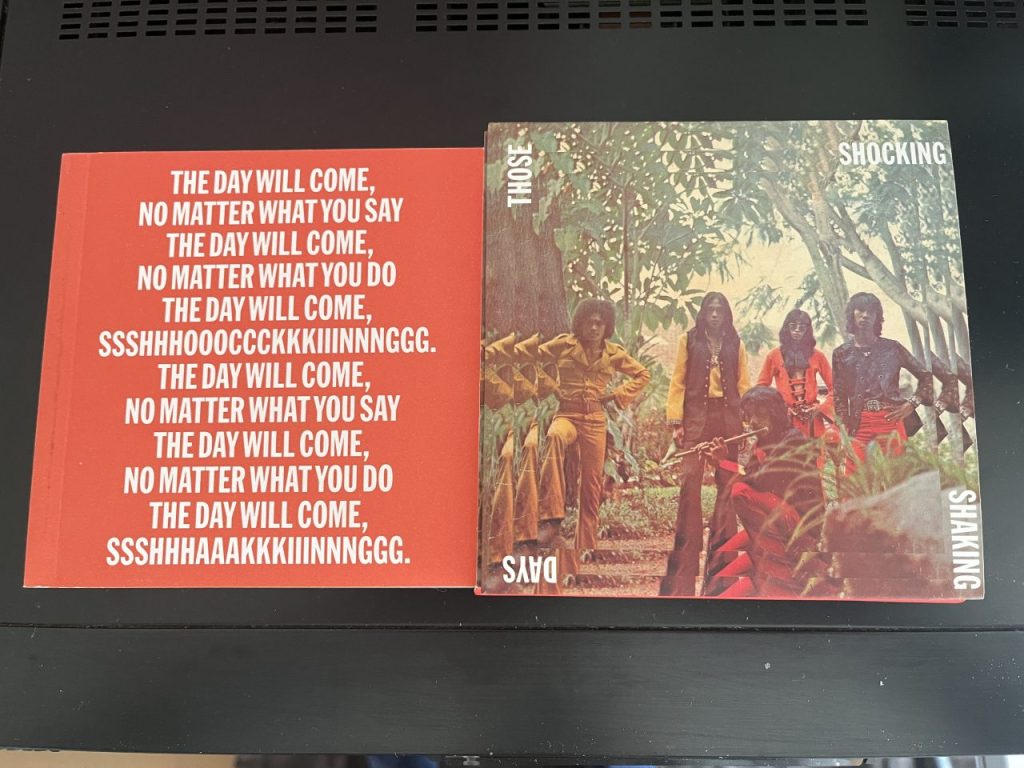 THE DAY WILL COME,
NO MATTER WHAT YOU SAY
THE DAY WILL COME,
NO MATTER WHAT YOU DO
THE DAY WILL COME,
SSSHHHOOOCCCKKKIIINNNGGG.
THE DAY WILL COME,
NO MATTER WHAT YOU SAY
THE DAY WILL COME,
NO MATTER WHAT YOU DO
THE DAY WILL COME,
SSSHHHAAAKKKIIINNNGGG.
THOSE
SHOCKING
SHAKING
DAYS